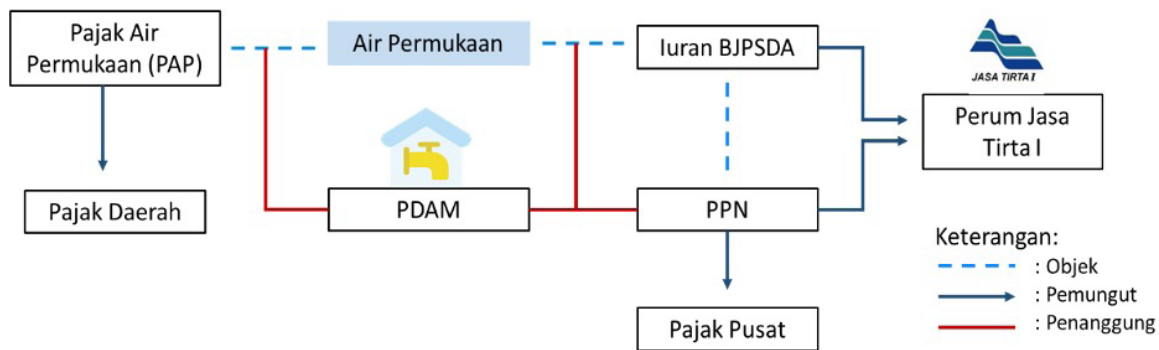 Pajak Air
Permukaan (PAP)
Air Permukaan
Iuran BJPSDA
JASA TIRTA I
Perum Jasa
Tirta I
Pajak Daerah
PDAM
PPN
Pajak Pusat
Keterangan:
: Objek
: Pemungut
: Penanggung